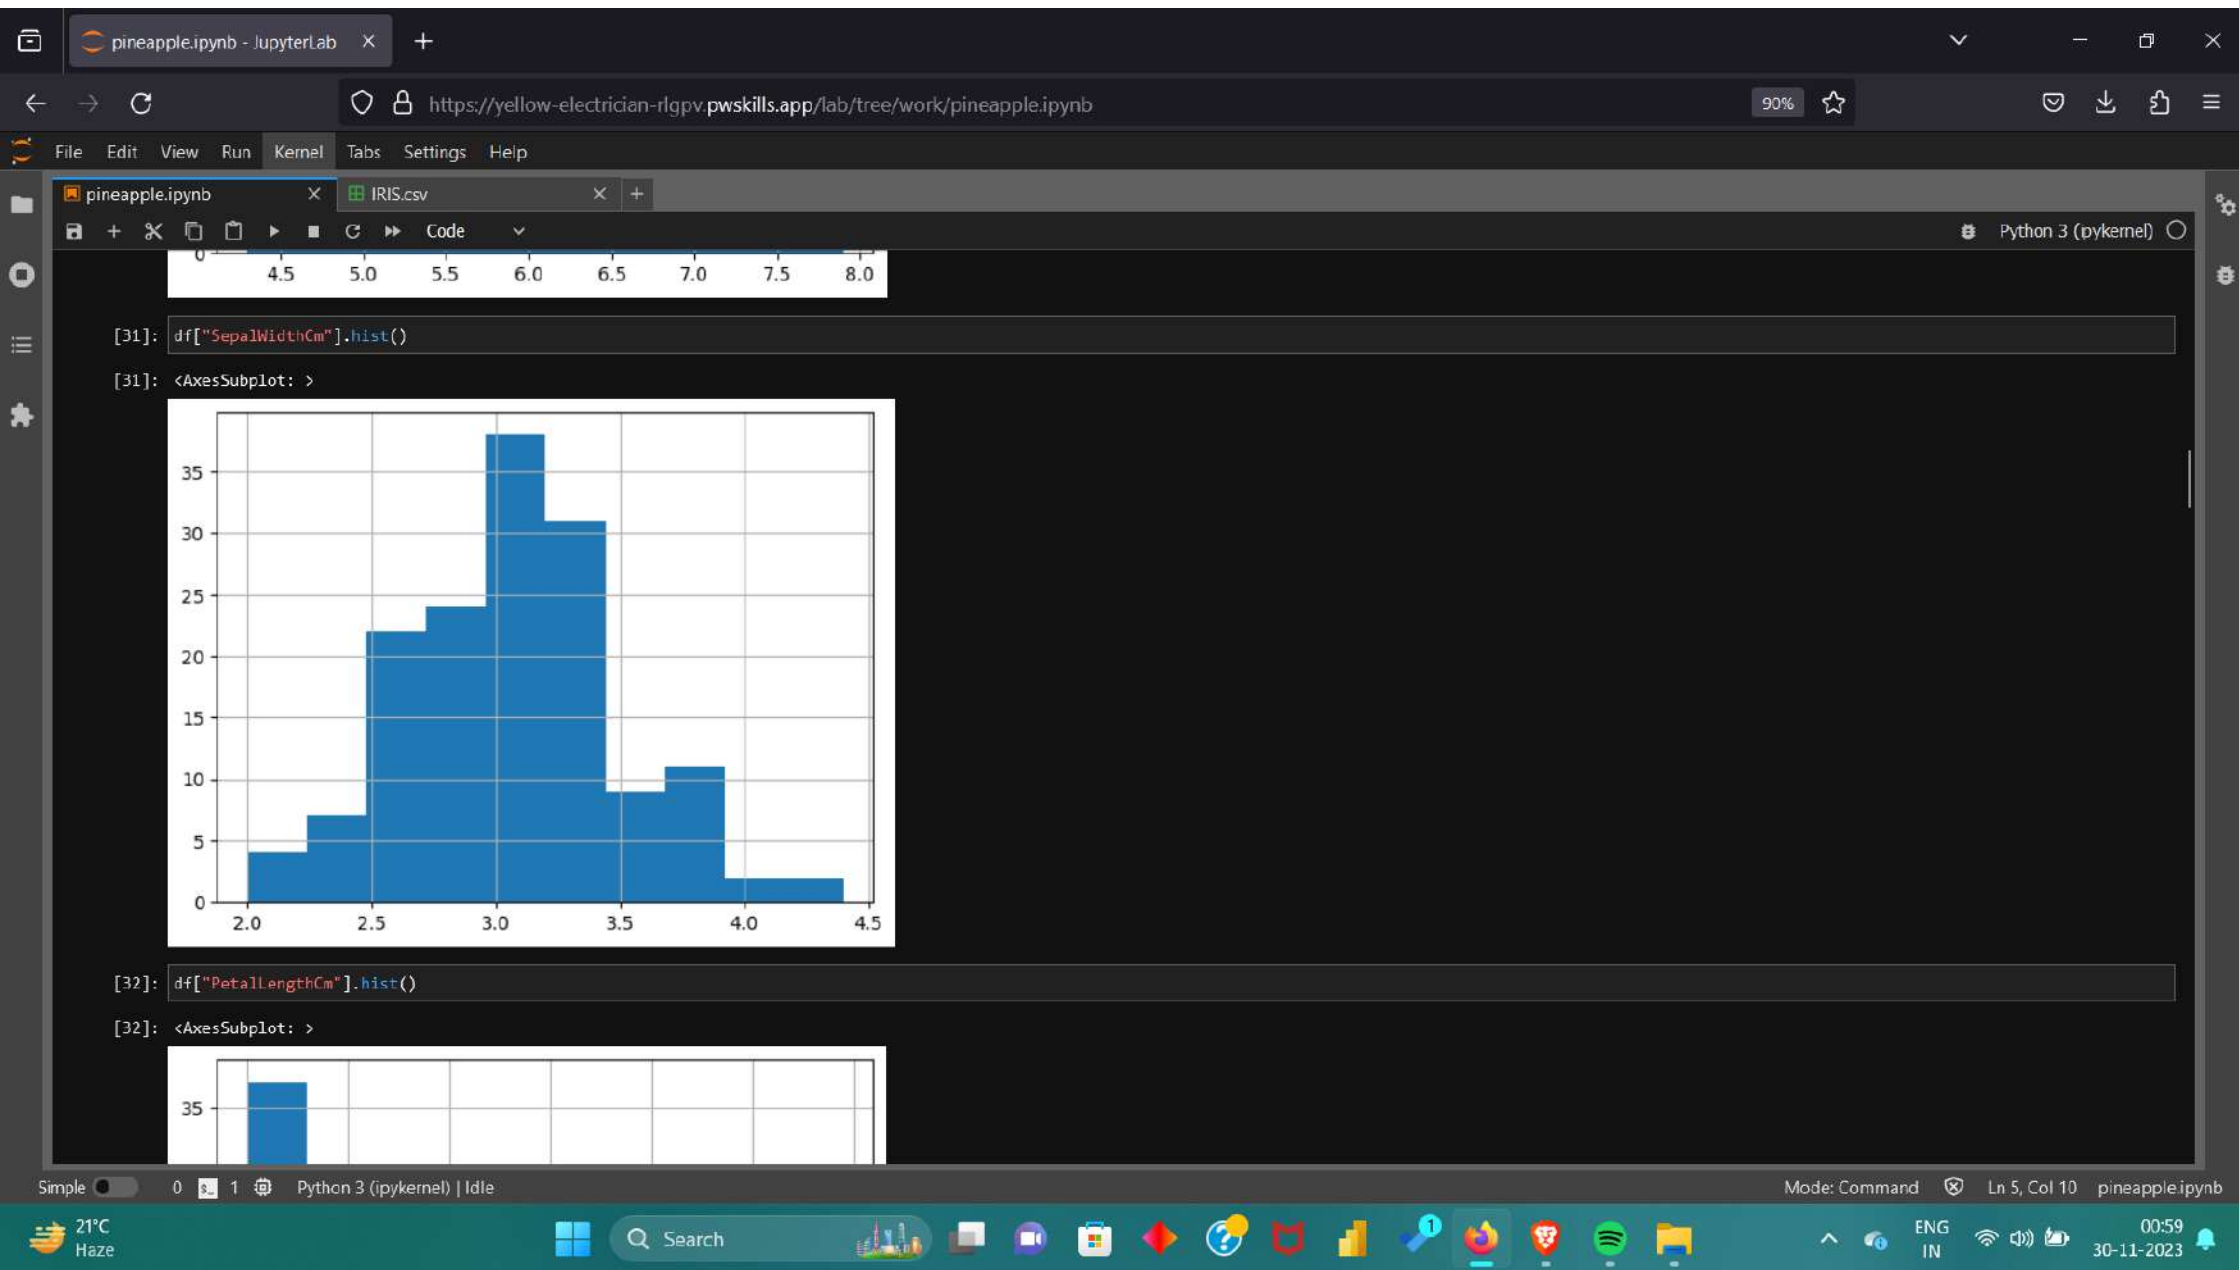 pineapple.ipynb - JupyterLab
https://yellow-electrician-rlgpv.pwskills.app/lab/tree/work/pineapple.ipynb
90%
File Edit View Run Kernel Tabs Settings Help
pineapple.ipynb
IRIS.csv
Code
Python 3 (ipykernel)
0
4.5 5.0 5.5 6.0 6.5 7.0 7.5 8.0
[31]: df["SepalWidthCm"].hist()
[31]: <AxesSubplot: >
35
30
25
20
15
10
5
0
2.0 2.5 3.0 3.5 4.0 4.5
[32]: df["PetalLengthCm"].hist()
[32]: <AxesSubplot: >
35
Simple 0 1 Python 3 (ipykernel) | Idle
Mode: Command Ln 5, Col 10 pineapple.ipynb
21°C
Haze
Search
1
ENG
IN
00:59
30-11-2023